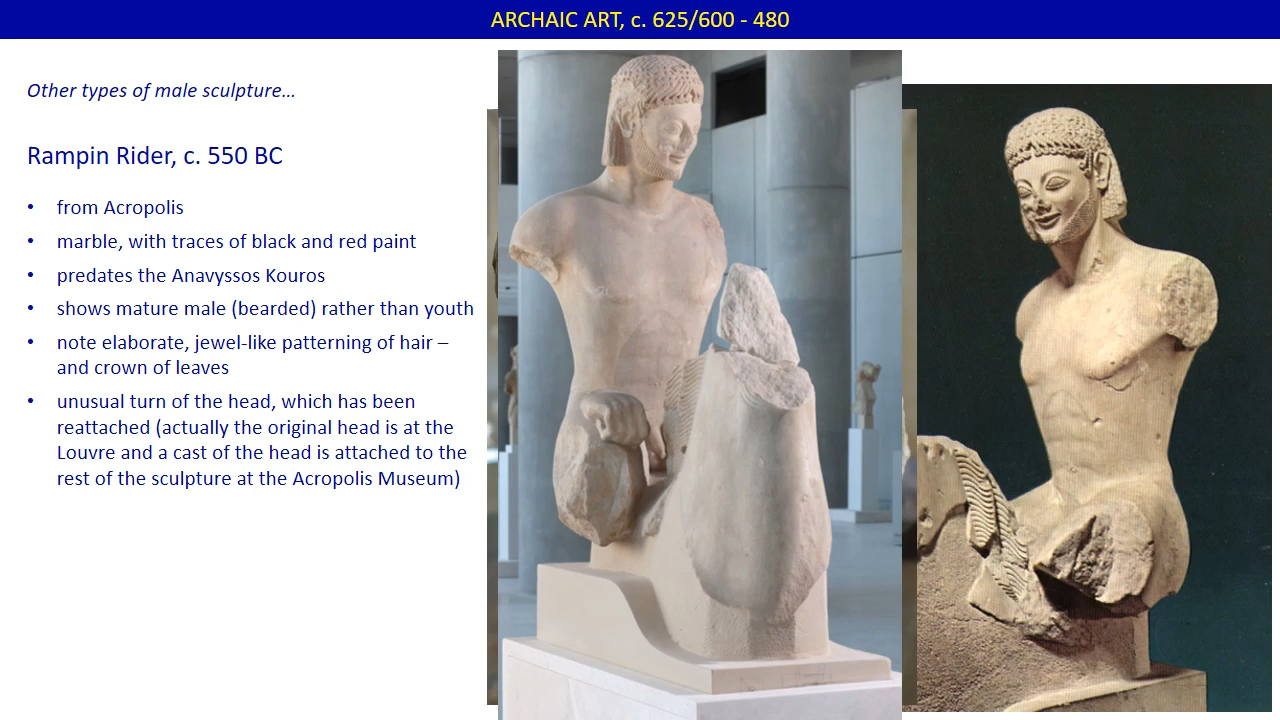 ARCHAIC ART, c. 625/600 - 480
Other types of male sculpture…
Rampin Rider, c. 550 BC
• from Acropolis
• marble, with traces of black and red paint
• predates the Anavyssos Kouros
• shows mature male (bearded) rather than youth
• note elaborate, jewel-like patterning of hair –
and crown of leaves
• unusual turn of the head, which has been
reattached (actually the original head is at the
Louvre and a cast of the head is attached to the
rest of the sculpture at the Acropolis Museum)